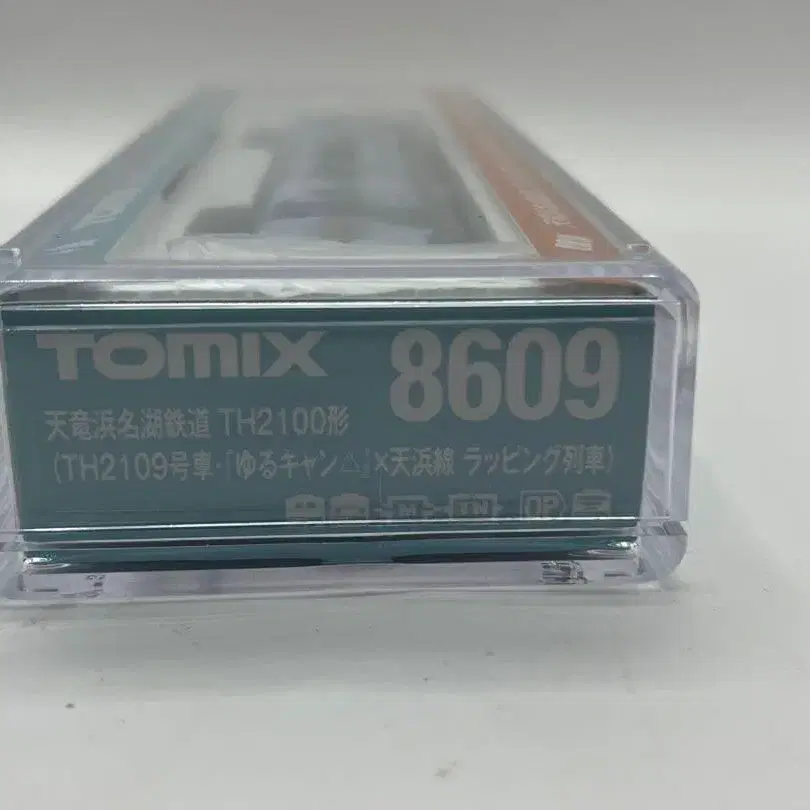 TOMIX 8609
天竜浜名湖鉄道 TH2100形
(TH2109号車・「ゆるキャン△」×天浜線 ラッピング列車)